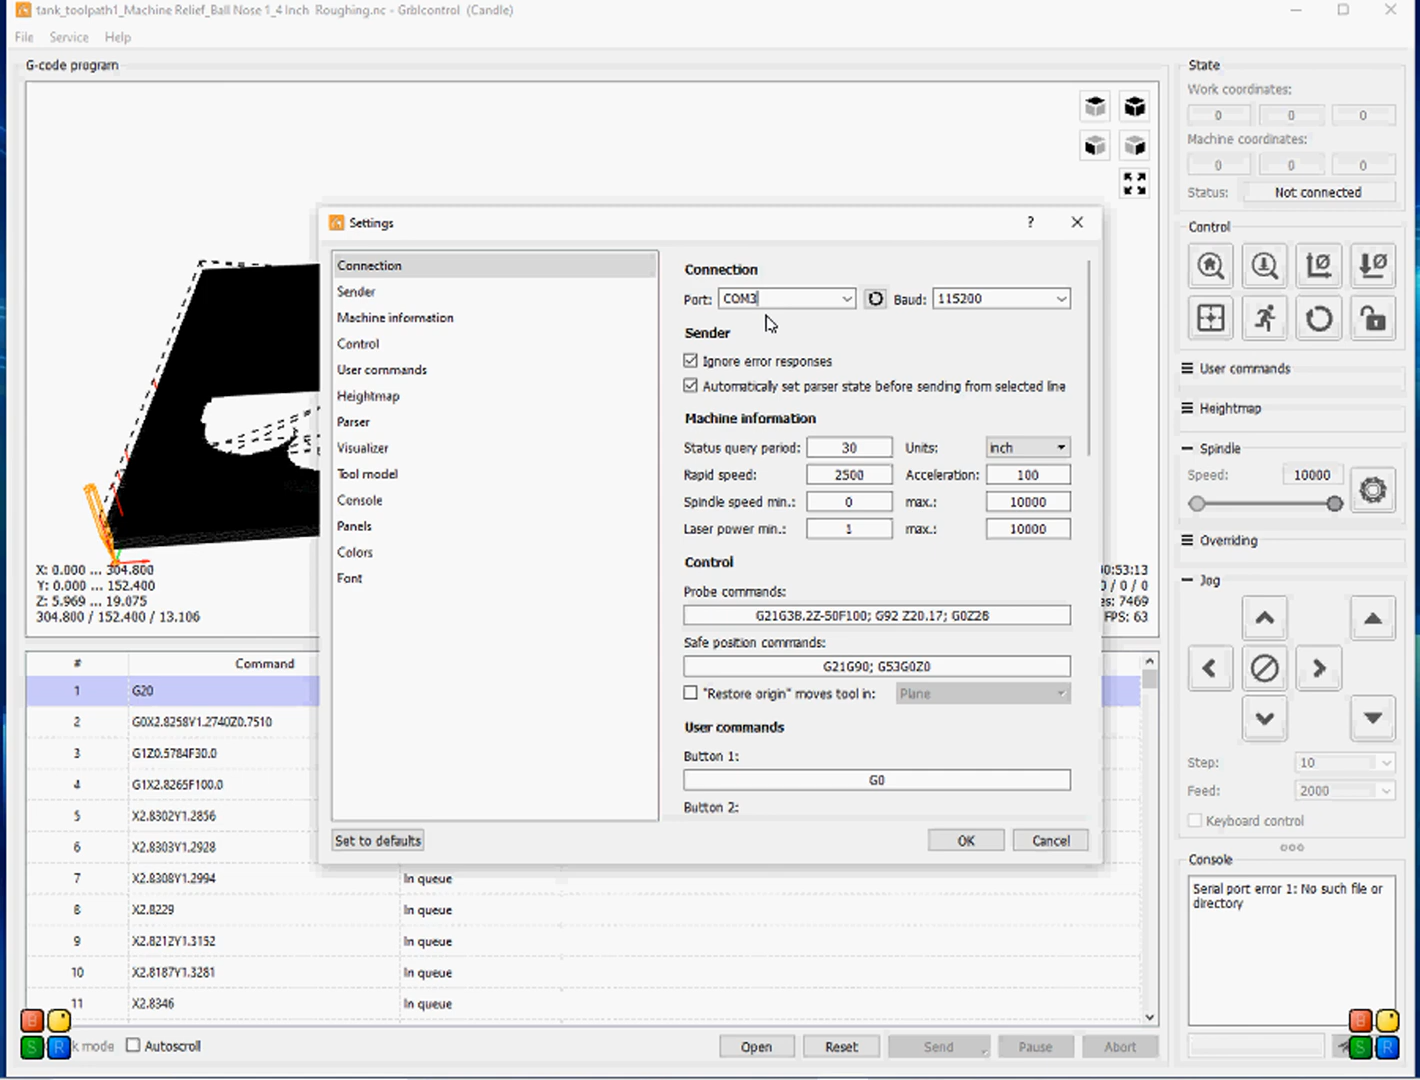 tank_toolpath1_Machine Relief_Ball Nose 1_4 Inch Roughing.nc - Grblcontrol (Candle)
File Service Help
G-code program
X: 0.000 ... 304.800
Y: 0.000 ... 152.400
Z: 5.969 ... 19.075
304.800 / 152.400 / 13.106
0:53:13
/ 0 / 0
es: 7469
FPS: 63
Settings
?
Connection
Sender
Machine information
Control
User commands
Heightmap
Parser
Visualizer
Tool model
Console
Panels
Colors
Font
Connection
Port: COM3 Baud: 115200
Sender
Ignore error responses
Automatically set parser state before sending from selected line
Machine information
Status query period: 30 Units: inch
Rapid speed: 2500 Acceleration: 100
Spindle speed min.: 0 max.: 10000
Laser power min.: 1 max.: 10000
Control
Probe commands:
G21G38.2Z-50F100; G92 Z20.17; G0Z28
Safe position commands:
G21G90; G53G0Z0
"Restore origin" moves tool in: Plane
User commands
Button 1:
G0
Button 2:
Set to defaults OK Cancel
# Command
1 G20
2 G0X2.8258Y1.2740Z0.7510
3 G1Z0.5784F30.0
4 G1X2.8265F100.0
5 X2.8302Y1.2856
6 X2.8303Y1.2928
7 X2.8308Y1.2994 In queue
8 X2.8229 In queue
9 X2.8212Y1.3152 In queue
10 X2.8187Y1.3281 In queue
11 X2.8346 In queue
k mode Autoscroll
Open Reset Send Pause Abort
State
Work coordinates:
0 0 0
Machine coordinates:
0 0 0
Status: Not connected
Control
User commands
Heightmap
Spindle
Speed: 10000
Overriding
Jog
Step: 10
Feed: 2000
Keyboard control
Console
Serial port error 1: No such file or
directory
B
S R
B
S R